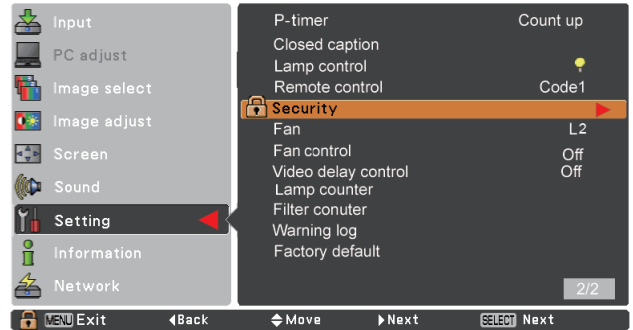 Input
PC adjust
Image select
Image adjust
Screen
Sound
Setting
Information
Network
P-timer Count up
Closed caption
Lamp control
Remote control Code1
Security
Fan L2
Fan control Off
Video delay control Off
Lamp counter
Filter conuter
Warning log
Factory default
2/2
MENU Exit Back Move Next SELECT Next